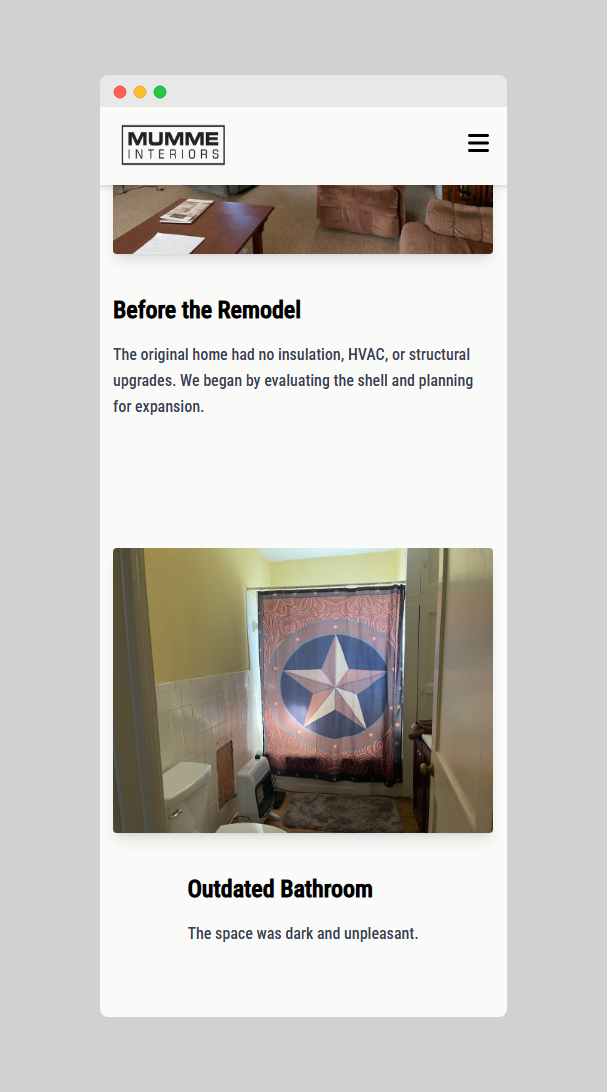 MUMME
INTERIORS
Before the Remodel
The original home had no insulation, HVAC, or structural
upgrades. We began by evaluating the shell and planning
for expansion.
Outdated Bathroom
The space was dark and unpleasant.